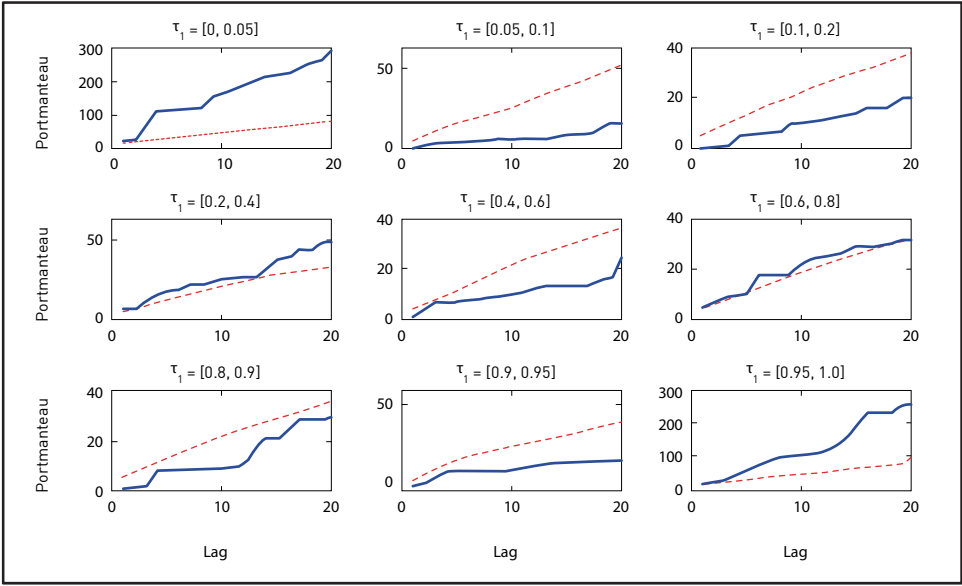 τ1 = [0, 0.05]
τ1 = [0.05, 0.1]
τ1 = [0.1, 0.2]
Portmanteau
300
200
100
0
0 10 20
50
0
0 10 20
40
20
0
0 10 20
τ1 = [0.2, 0.4]
τ1 = [0.4, 0.6]
τ1 = [0.6, 0.8]
Portmanteau
50
0
0 10 20
40
20
0
0 10 20
40
20
0
0 10 20
τ1 = [0.8, 0.9]
τ1 = [0.9, 0.95]
τ1 = [0.95, 1.0]
Portmanteau
40
20
0
0 10 20
50
0
0 10 20
300
200
100
0
0 10 20
Lag
Lag
Lag